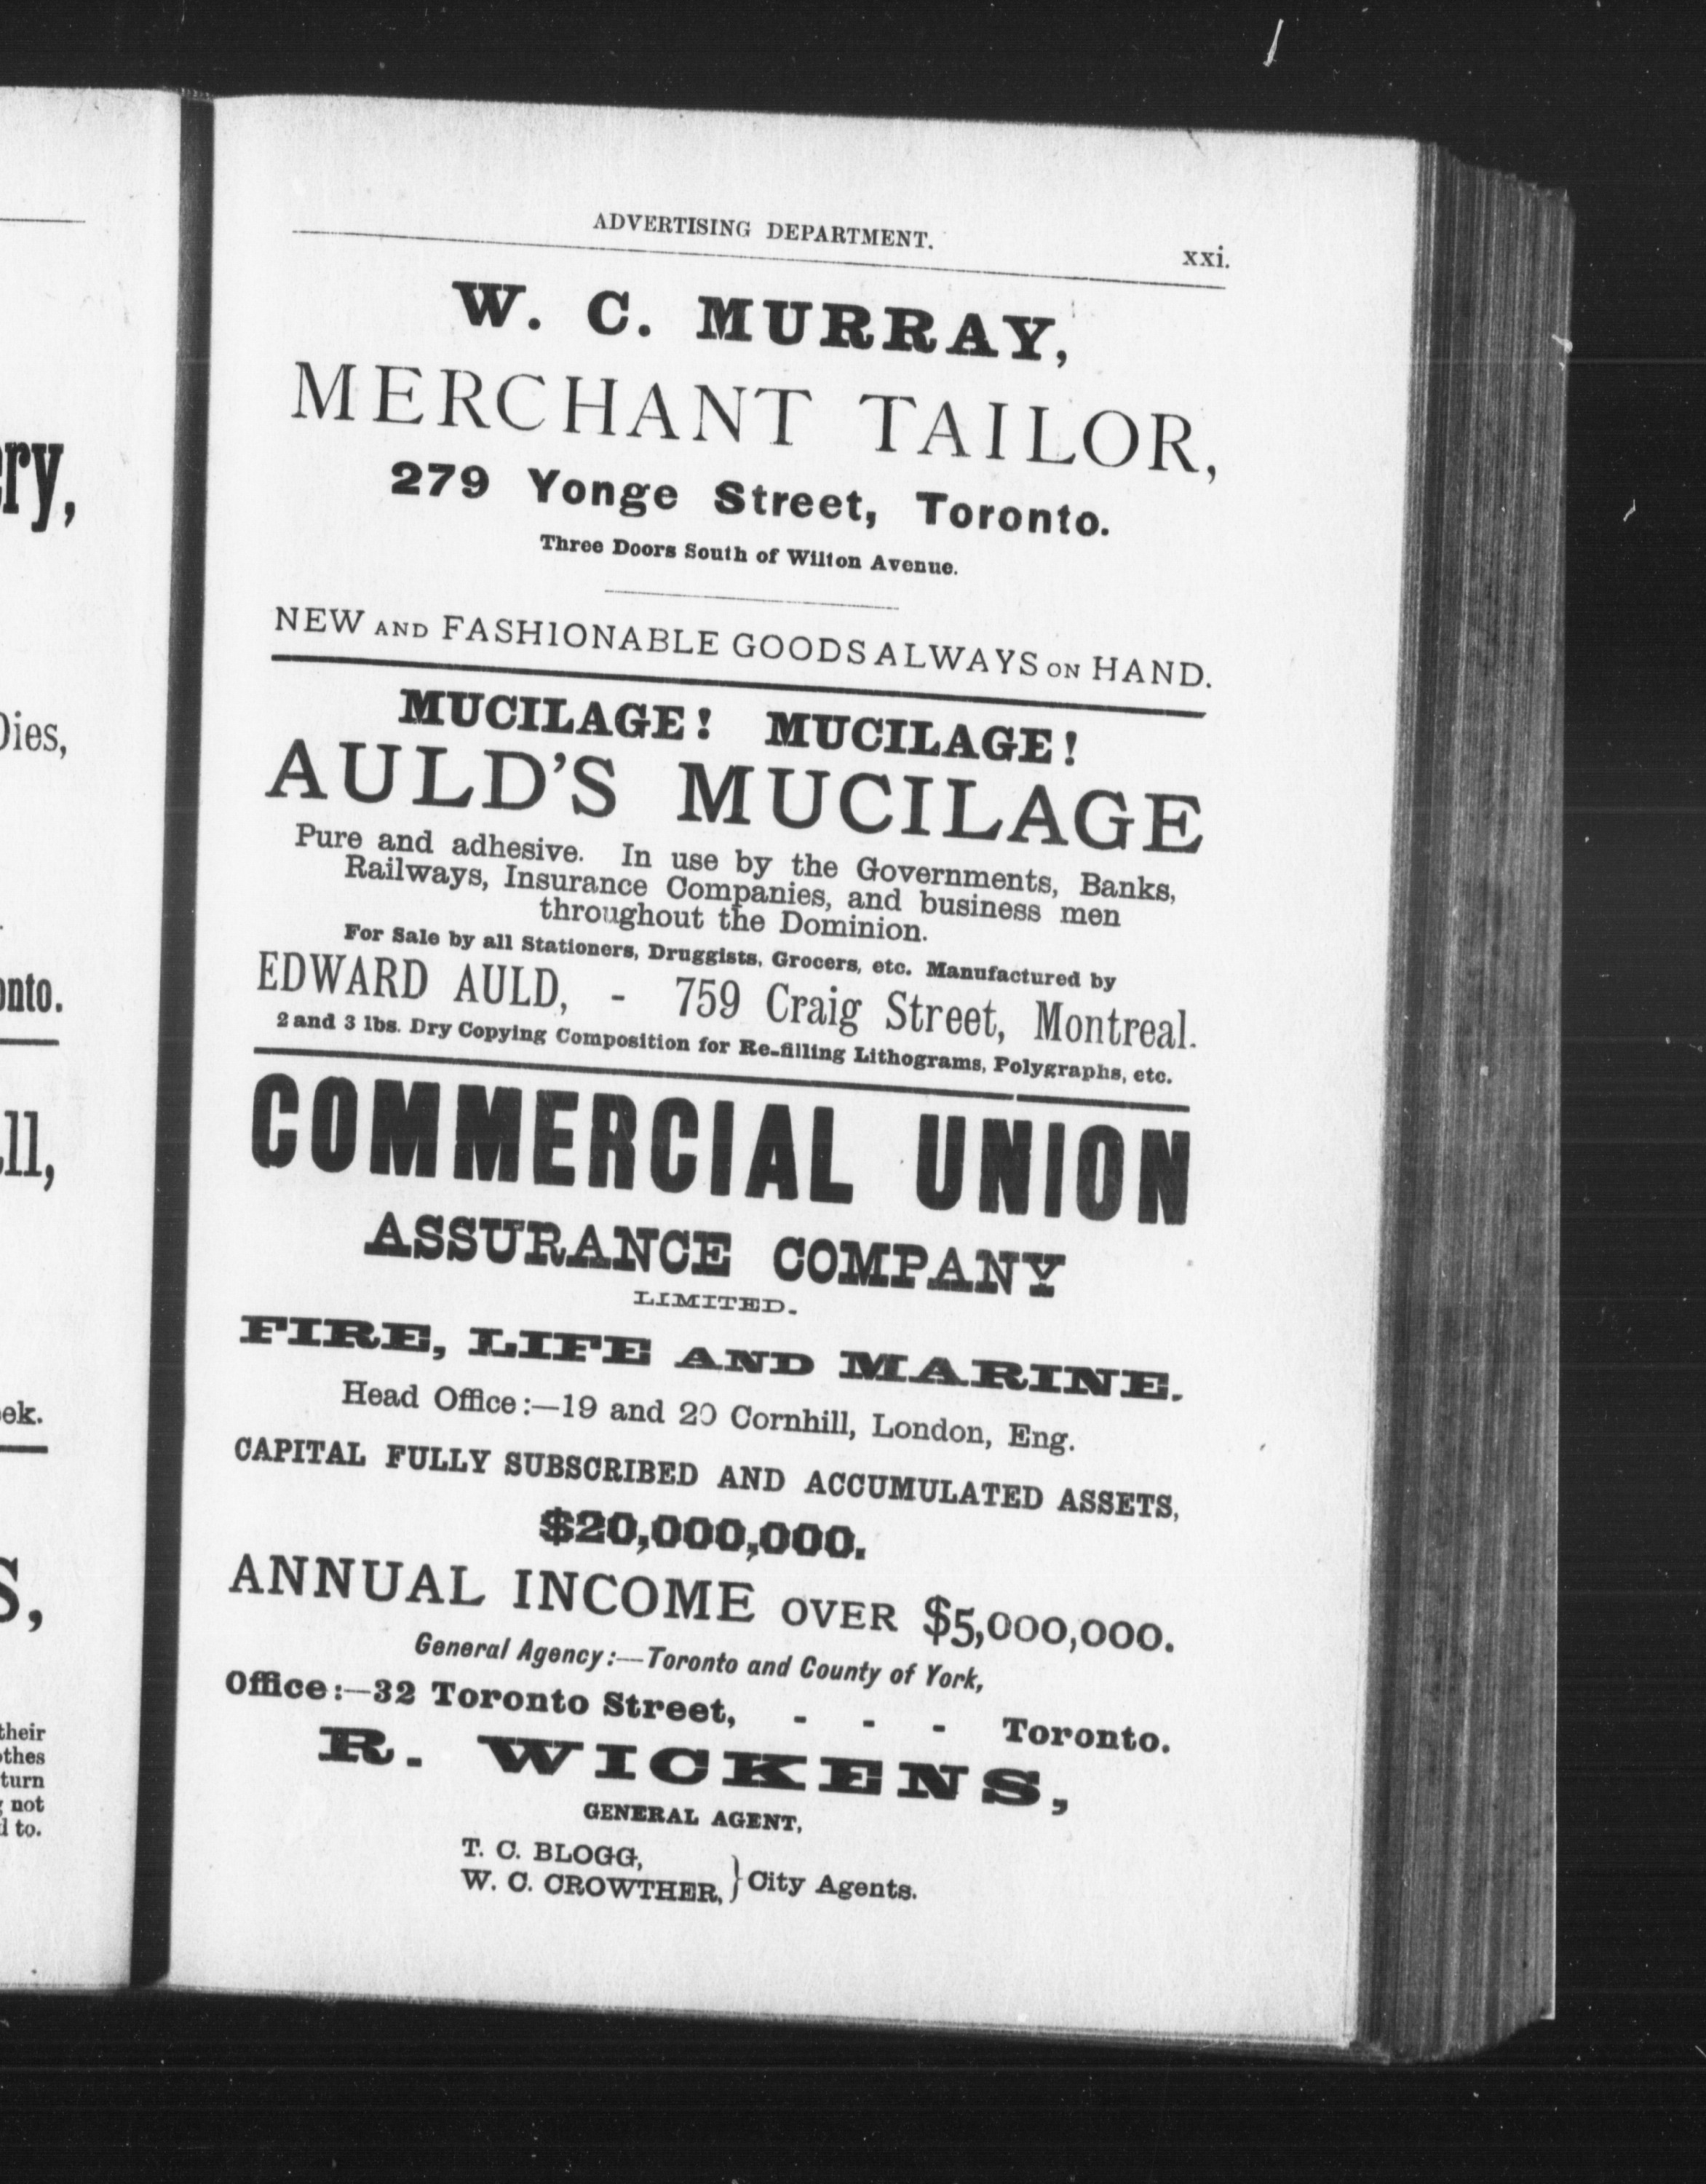 ADVERTISING DEPARTMENT. xxi.
W. C. MURRAY,
MERCHANT TAILOR,
279 Yonge Street, Toronto.
Three Doors South of Wilton Avenue.
NEW AND FASHIONABLE GOODS ALWAYS ON HAND.
MUCILAGE! MUCILAGE!
AULD'S MUCILAGE
Pure and adhesive. In use by the Governments, Banks,
Railways, Insurance Companies, and business men
throughout the Dominion.
For Sale by all Stationers, Druggists, Grocers, etc. Manufactured by
EDWARD AULD, - 759 Craig Street, Montreal.
2 and 3 lbs. Dry Copying Composition for Re-filling Lithograms, Polygraphs, etc.
COMMERCIAL UNION
ASSURANCE COMPANY
LIMITED.
FIRE, LIFE AND MARINE.
Head Office:—19 and 20 Cornhill, London, Eng.
CAPITAL FULLY SUBSCRIBED AND ACCUMULATED ASSETS,
$20,000,000.
ANNUAL INCOME OVER $5,000,000.
General Agency:—Toronto and County of York,
Office:—32 Toronto Street, - - - Toronto.
R. WICKENS,
GENERAL AGENT,
T. C. BLOGG,
W. C. CROWTHER, } City Agents.